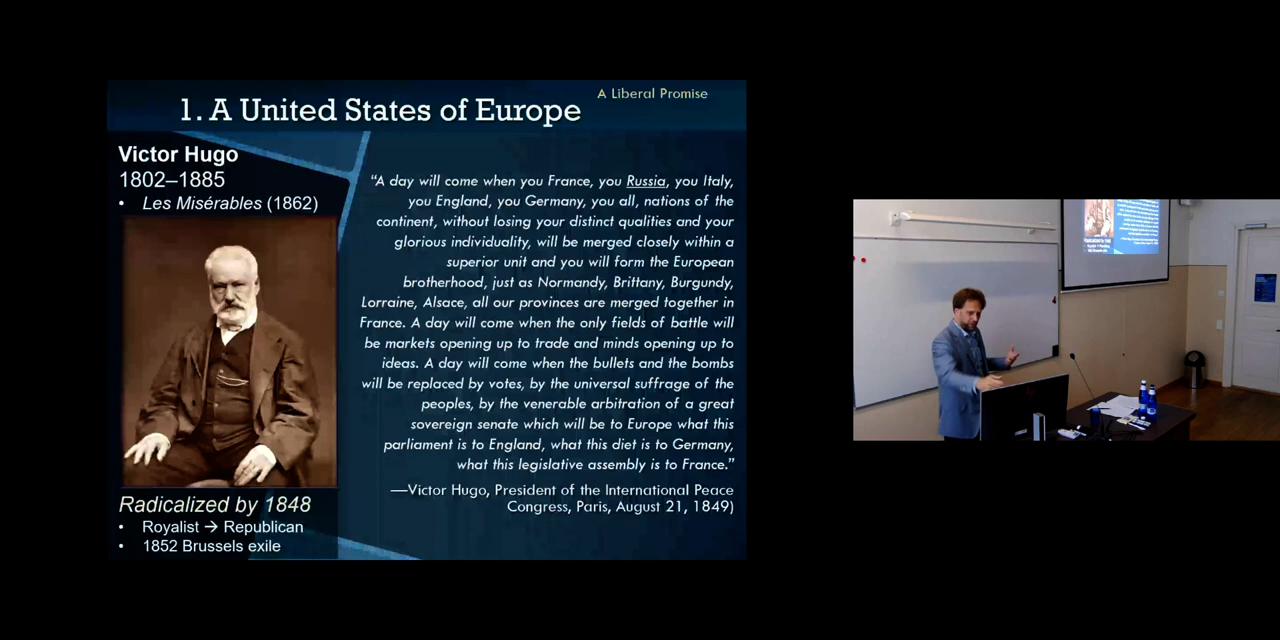 A Liberal Promise
1. A United States of Europe
Victor Hugo
1802–1885
• Les Misérables (1862)
Radicalized by 1848
• Royalist → Republican
• 1852 Brussels exile
“A day will come when you France, you Russia, you Italy,
you England, you Germany, you all, nations of the
continent, without losing your distinct qualities and your
glorious individuality, will be merged closely within a
superior unit and you will form the European
brotherhood, just as Normandy, Brittany, Burgundy,
Lorraine, Alsace, all our provinces are merged together in
France. A day will come when the only fields of battle will
be markets opening up to trade and minds opening up to
ideas. A day will come when the bullets and the bombs
will be replaced by votes, by the universal suffrage of the
peoples, by the venerable arbitration of a great
sovereign senate which will be to Europe what this
parliament is to England, what this diet is to Germany,
what this legislative assembly is to France.”
—Victor Hugo, President of the International Peace
Congress, Paris, August 21, 1849)